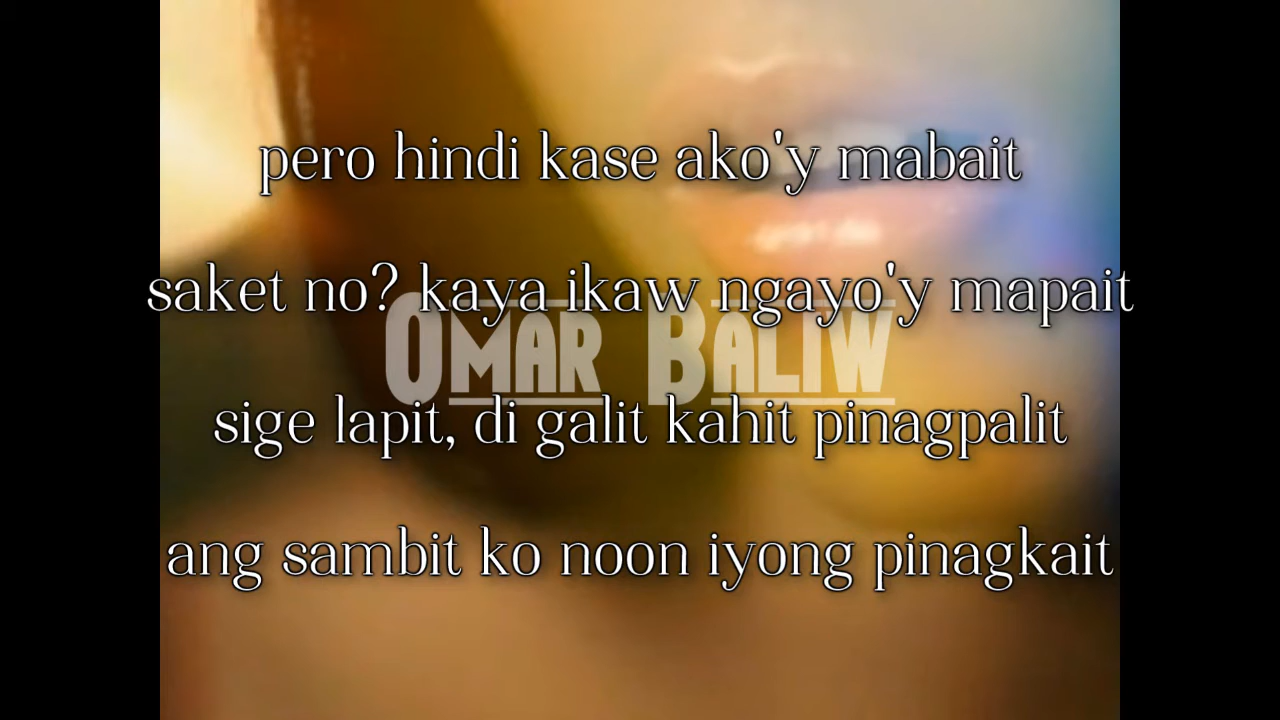 pero hindi kase ako'y mabait
saket no? kaya ikaw ngayo'y mapait
OMAR BALIW
sige lapit, di galit kahit pinagpalit
ang sambit ko noon iyong pinagkait